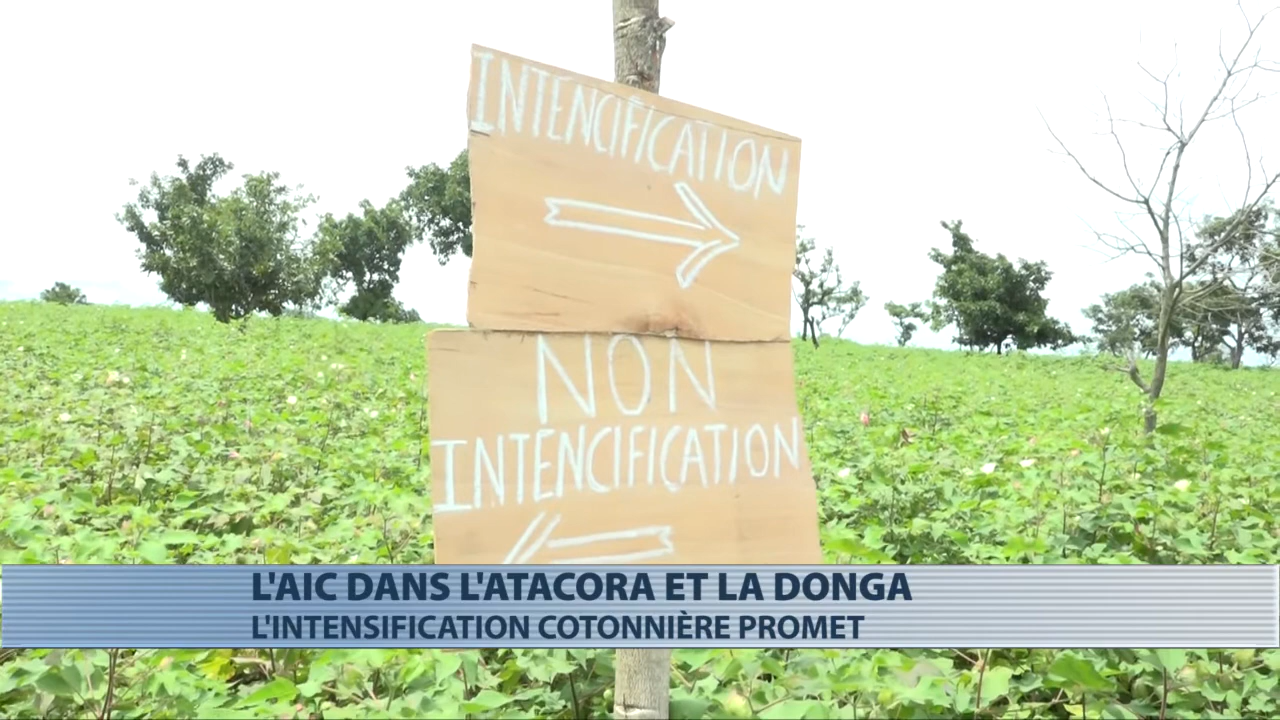 INTENCIFICATION
NON
INTENCIFICATION
L'AIC DANS L'ATACORA ET LA DONGA
L'INTENSIFICATION COTONNIÈRE PROMET